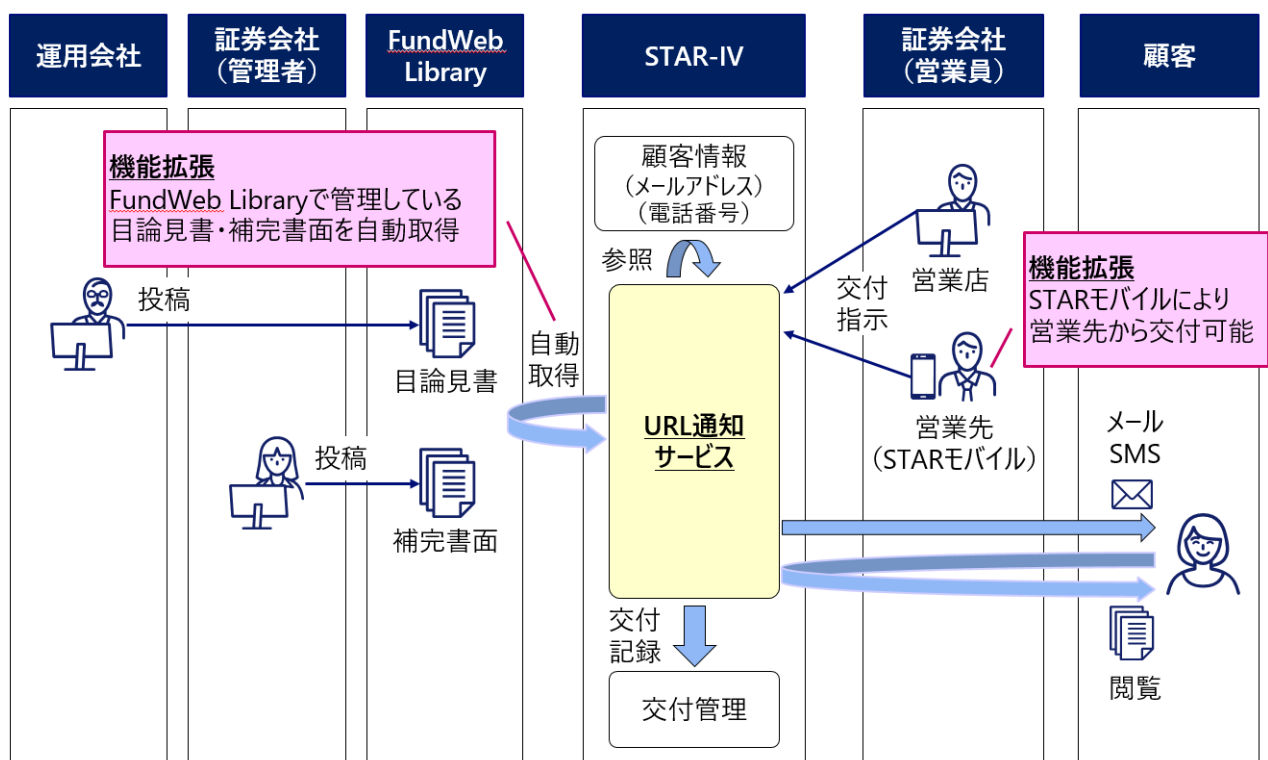 運用会社
証券会社
（管理者）
FundWeb
Library
STAR-IV
証券会社
（営業員）
顧客
機能拡張
FundWeb Libraryで管理している
目論見書・補完書面を自動取得
顧客情報
（メールアドレス）
（電話番号）
参照
営業店
機能拡張
STARモバイルにより
営業先から交付可能
投稿
目論見書
自動
取得
交付
指示
営業先
（STARモバイル）
URL通知
サービス
メール
SMS
投稿
補完書面
交付
記録
交付管理
閲覧